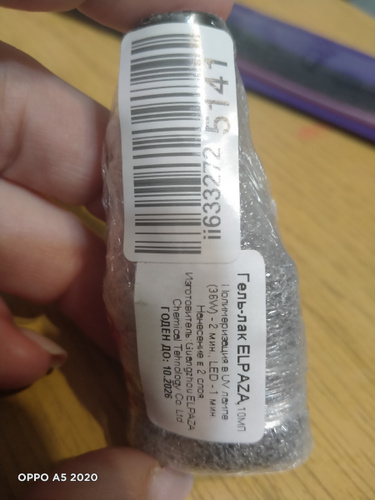 ii633272 5141
Гель-лак ELPAZA, 10мл
Полимеризация в UV лампе
(36W) - 2 мин., LED - 1 мин.
Нанесение в 2 слоя.
Изготовитель: Guangzhou ELPAZA
Chemical Tehnology Co. Ltd
ГОДЕН ДО: 10.2026
OPPO A5 2020